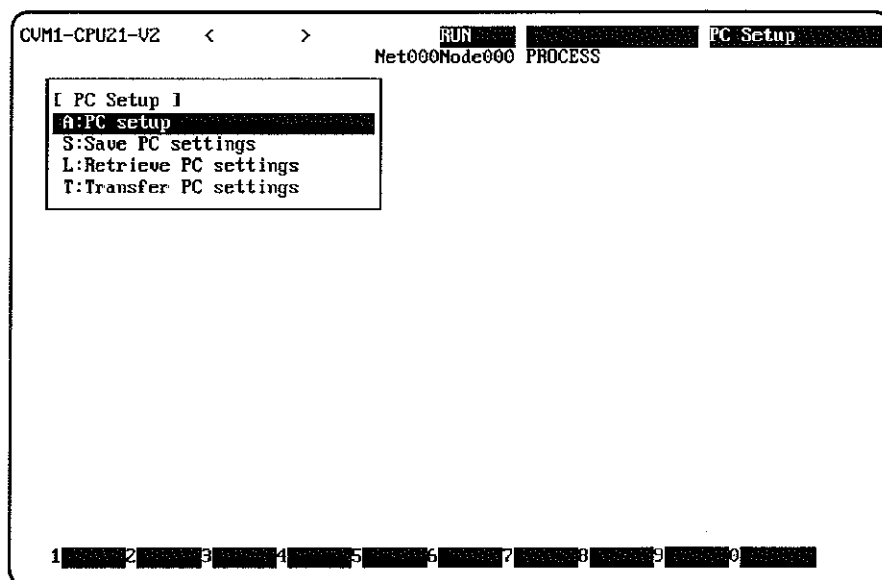 CVM1-CPU21-V2 < > RUN PC Setup
Net000Node000 PROCESS
[ PC Setup ]
A:PC setup
S:Save PC settings
L:Retrieve PC settings
T:Transfer PC settings
1 2 3 4 5 6 7 8 9 0